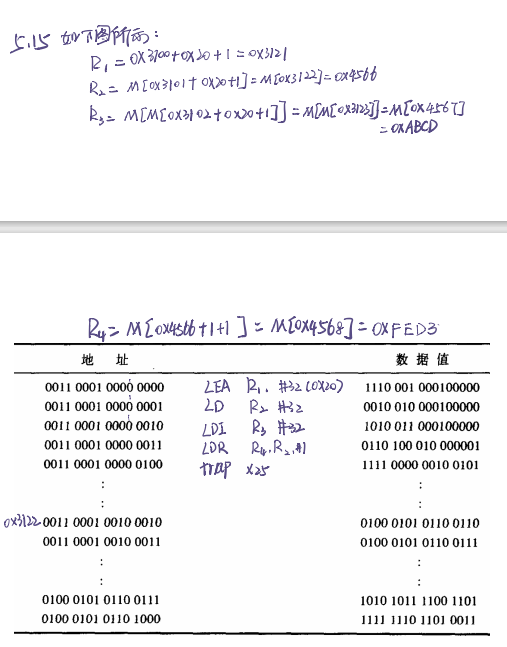 5.15 如下图所示:
R₁ = 0x3100+0x20+1 = 0x3121
R₂ = M[0x3101+0x20+1] = M[0x3122] = 0x4566
R₃ = M[M[0x3102+0x20+1]] = M[M[0x3123]] = M[0x4567]
= 0xABCD
R₄ = M[0x4566+1+1] = M[0x4568] = 0xFED3
地 址 数 据 值
0011 0001 0000 0000 LEA R₁, #32(0x20) 1110 001 000100000
0011 0001 0000 0001 LD R₂ #32 0010 010 000100000
0011 0001 0000 0010 LDI R₃ #32 1010 011 000100000
0011 0001 0000 0011 LDR R₄, R₂, #1 0110 100 010 000001
0011 0001 0000 0100 TRAP x25 1111 0000 0010 0101
: :
: :
0x3122 0011 0001 0010 0010 0100 0101 0110 0110
0011 0001 0010 0011 0100 0101 0110 0111
: :
: :
0100 0101 0110 0111 1010 1011 1100 1101
0100 0101 0110 1000 1111 1110 1101 0011